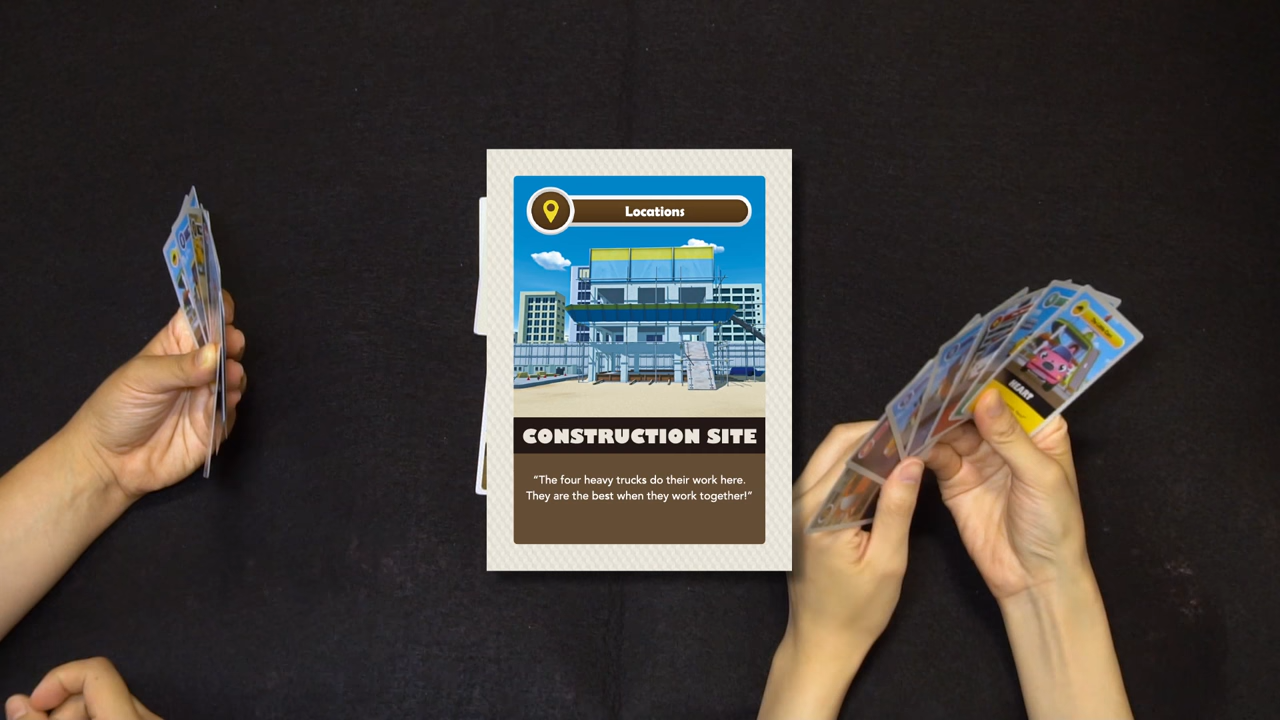 Locations
CONSTRUCTION SITE
“The four heavy trucks do their work here.
They are the best when they work together!”
HEART